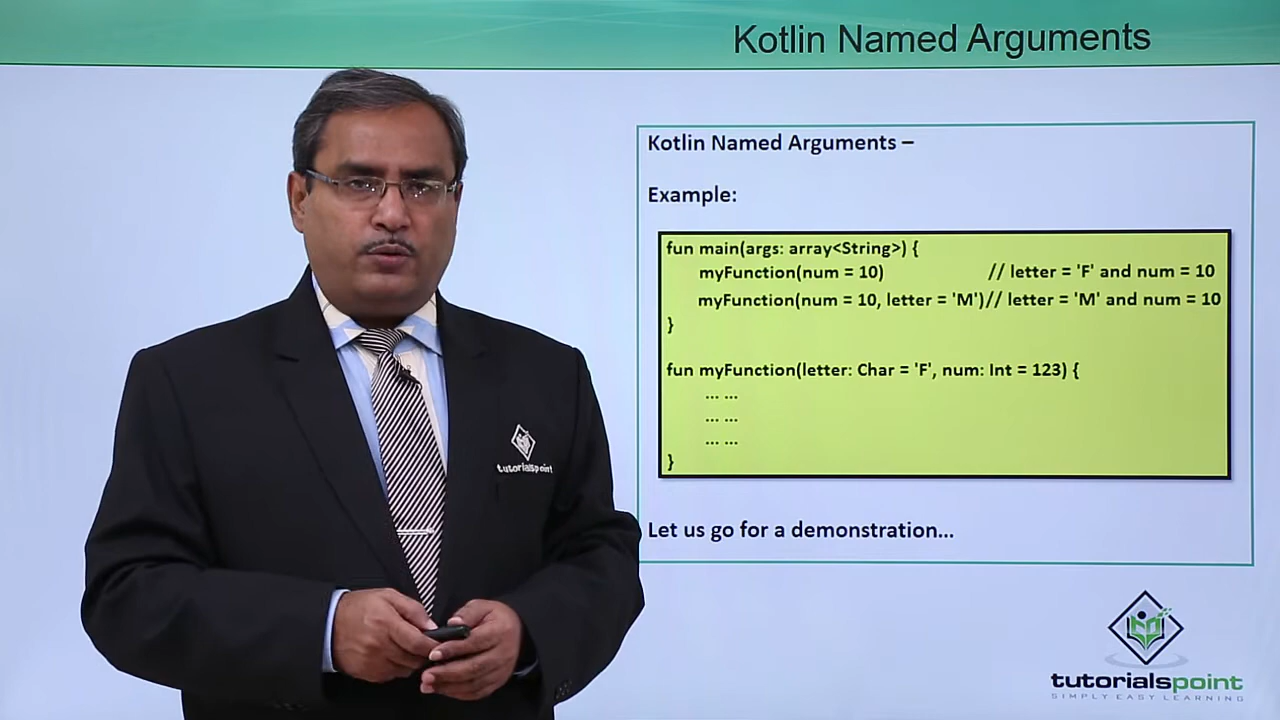 Kotlin Named Arguments
Kotlin Named Arguments –
Example:
fun main(args: array<String>) {
myFunction(num = 10) // letter = 'F' and num = 10
myFunction(num = 10, letter = 'M')// letter = 'M' and num = 10
}
fun myFunction(letter: Char = 'F', num: Int = 123) {
... ...
... ...
... ...
}
Let us go for a demonstration...
tutorialspoint
tutorialspoint
SIMPLY EASY LEARNING